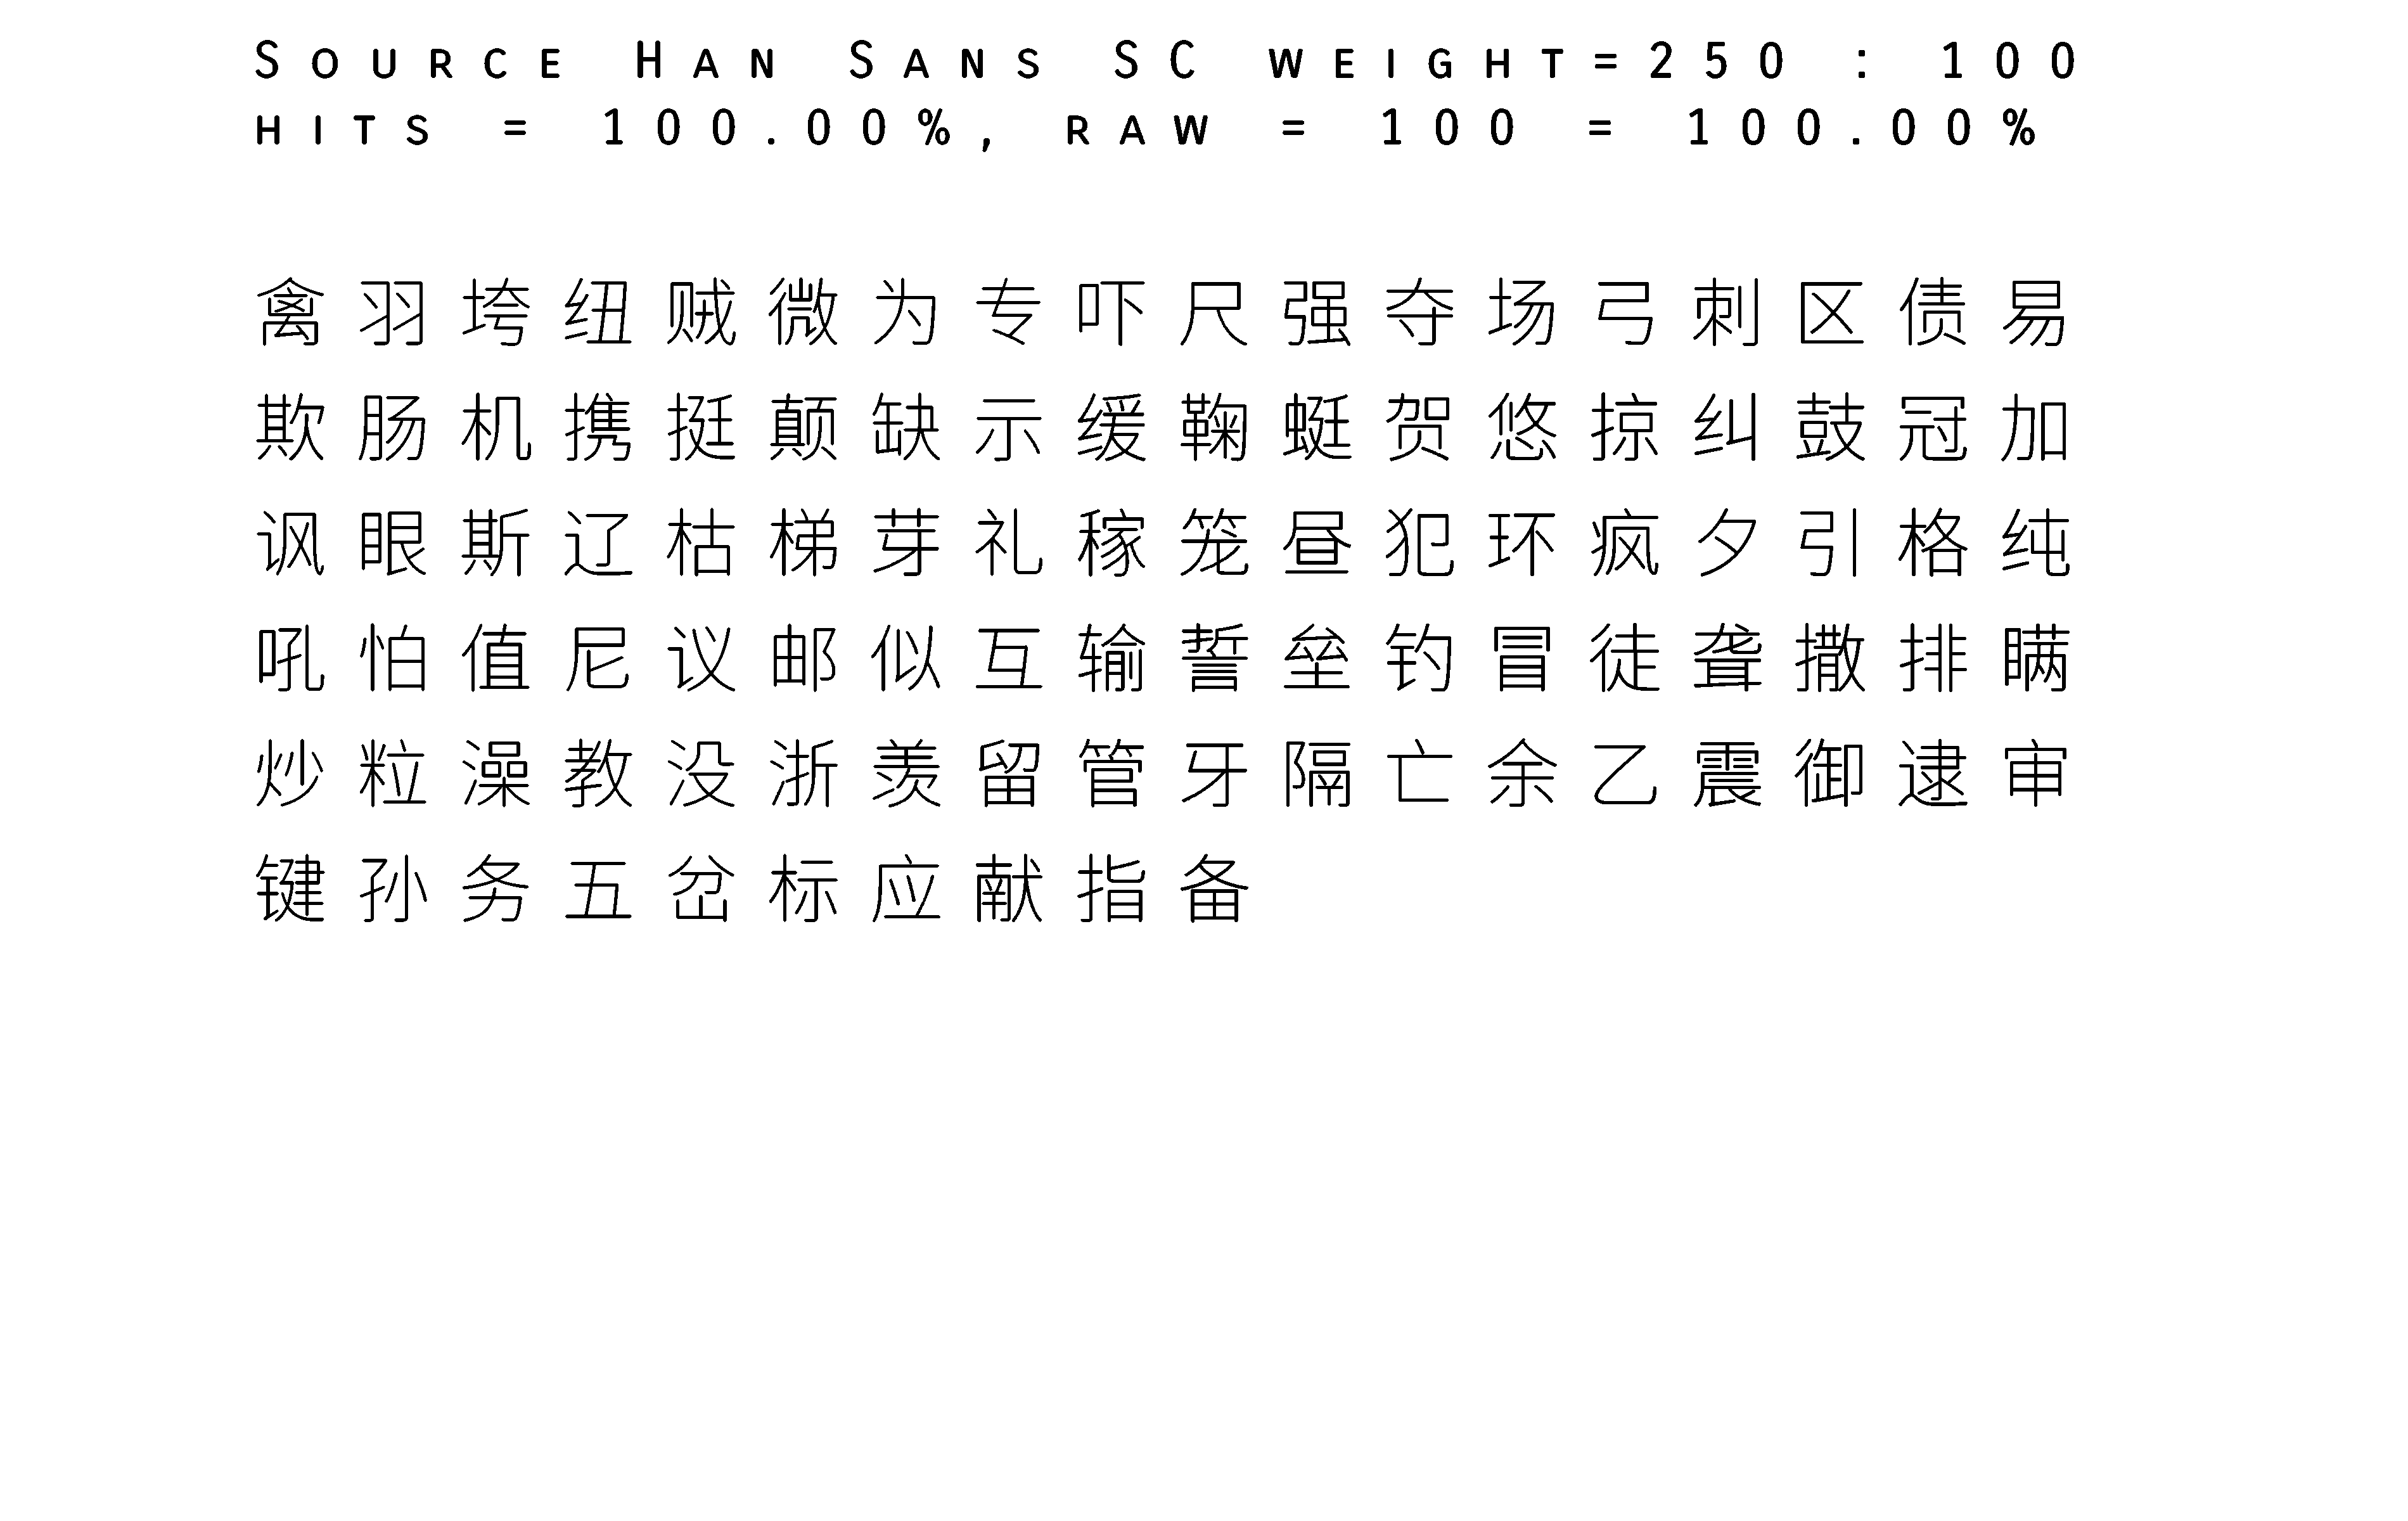 Source Han Sans SC weight=250 : 100
hits = 100.00%, raw = 100 = 100.00%
禽羽垮纽贼微为专吓尺强夺场弓刺区债易
欺肠机携挺颠缺示缓鞠蜓贺悠掠纠鼓冠加
讽眼斯辽枯梯芽礼稼笼昼犯环疯夕引格纯
吼怕值尼议邮似互输誓垒钓冒徒聋撒排瞒
炒粒澡教没浙羡留管牙隔亡余乙震御逮审
键孙务五岔标应献指备